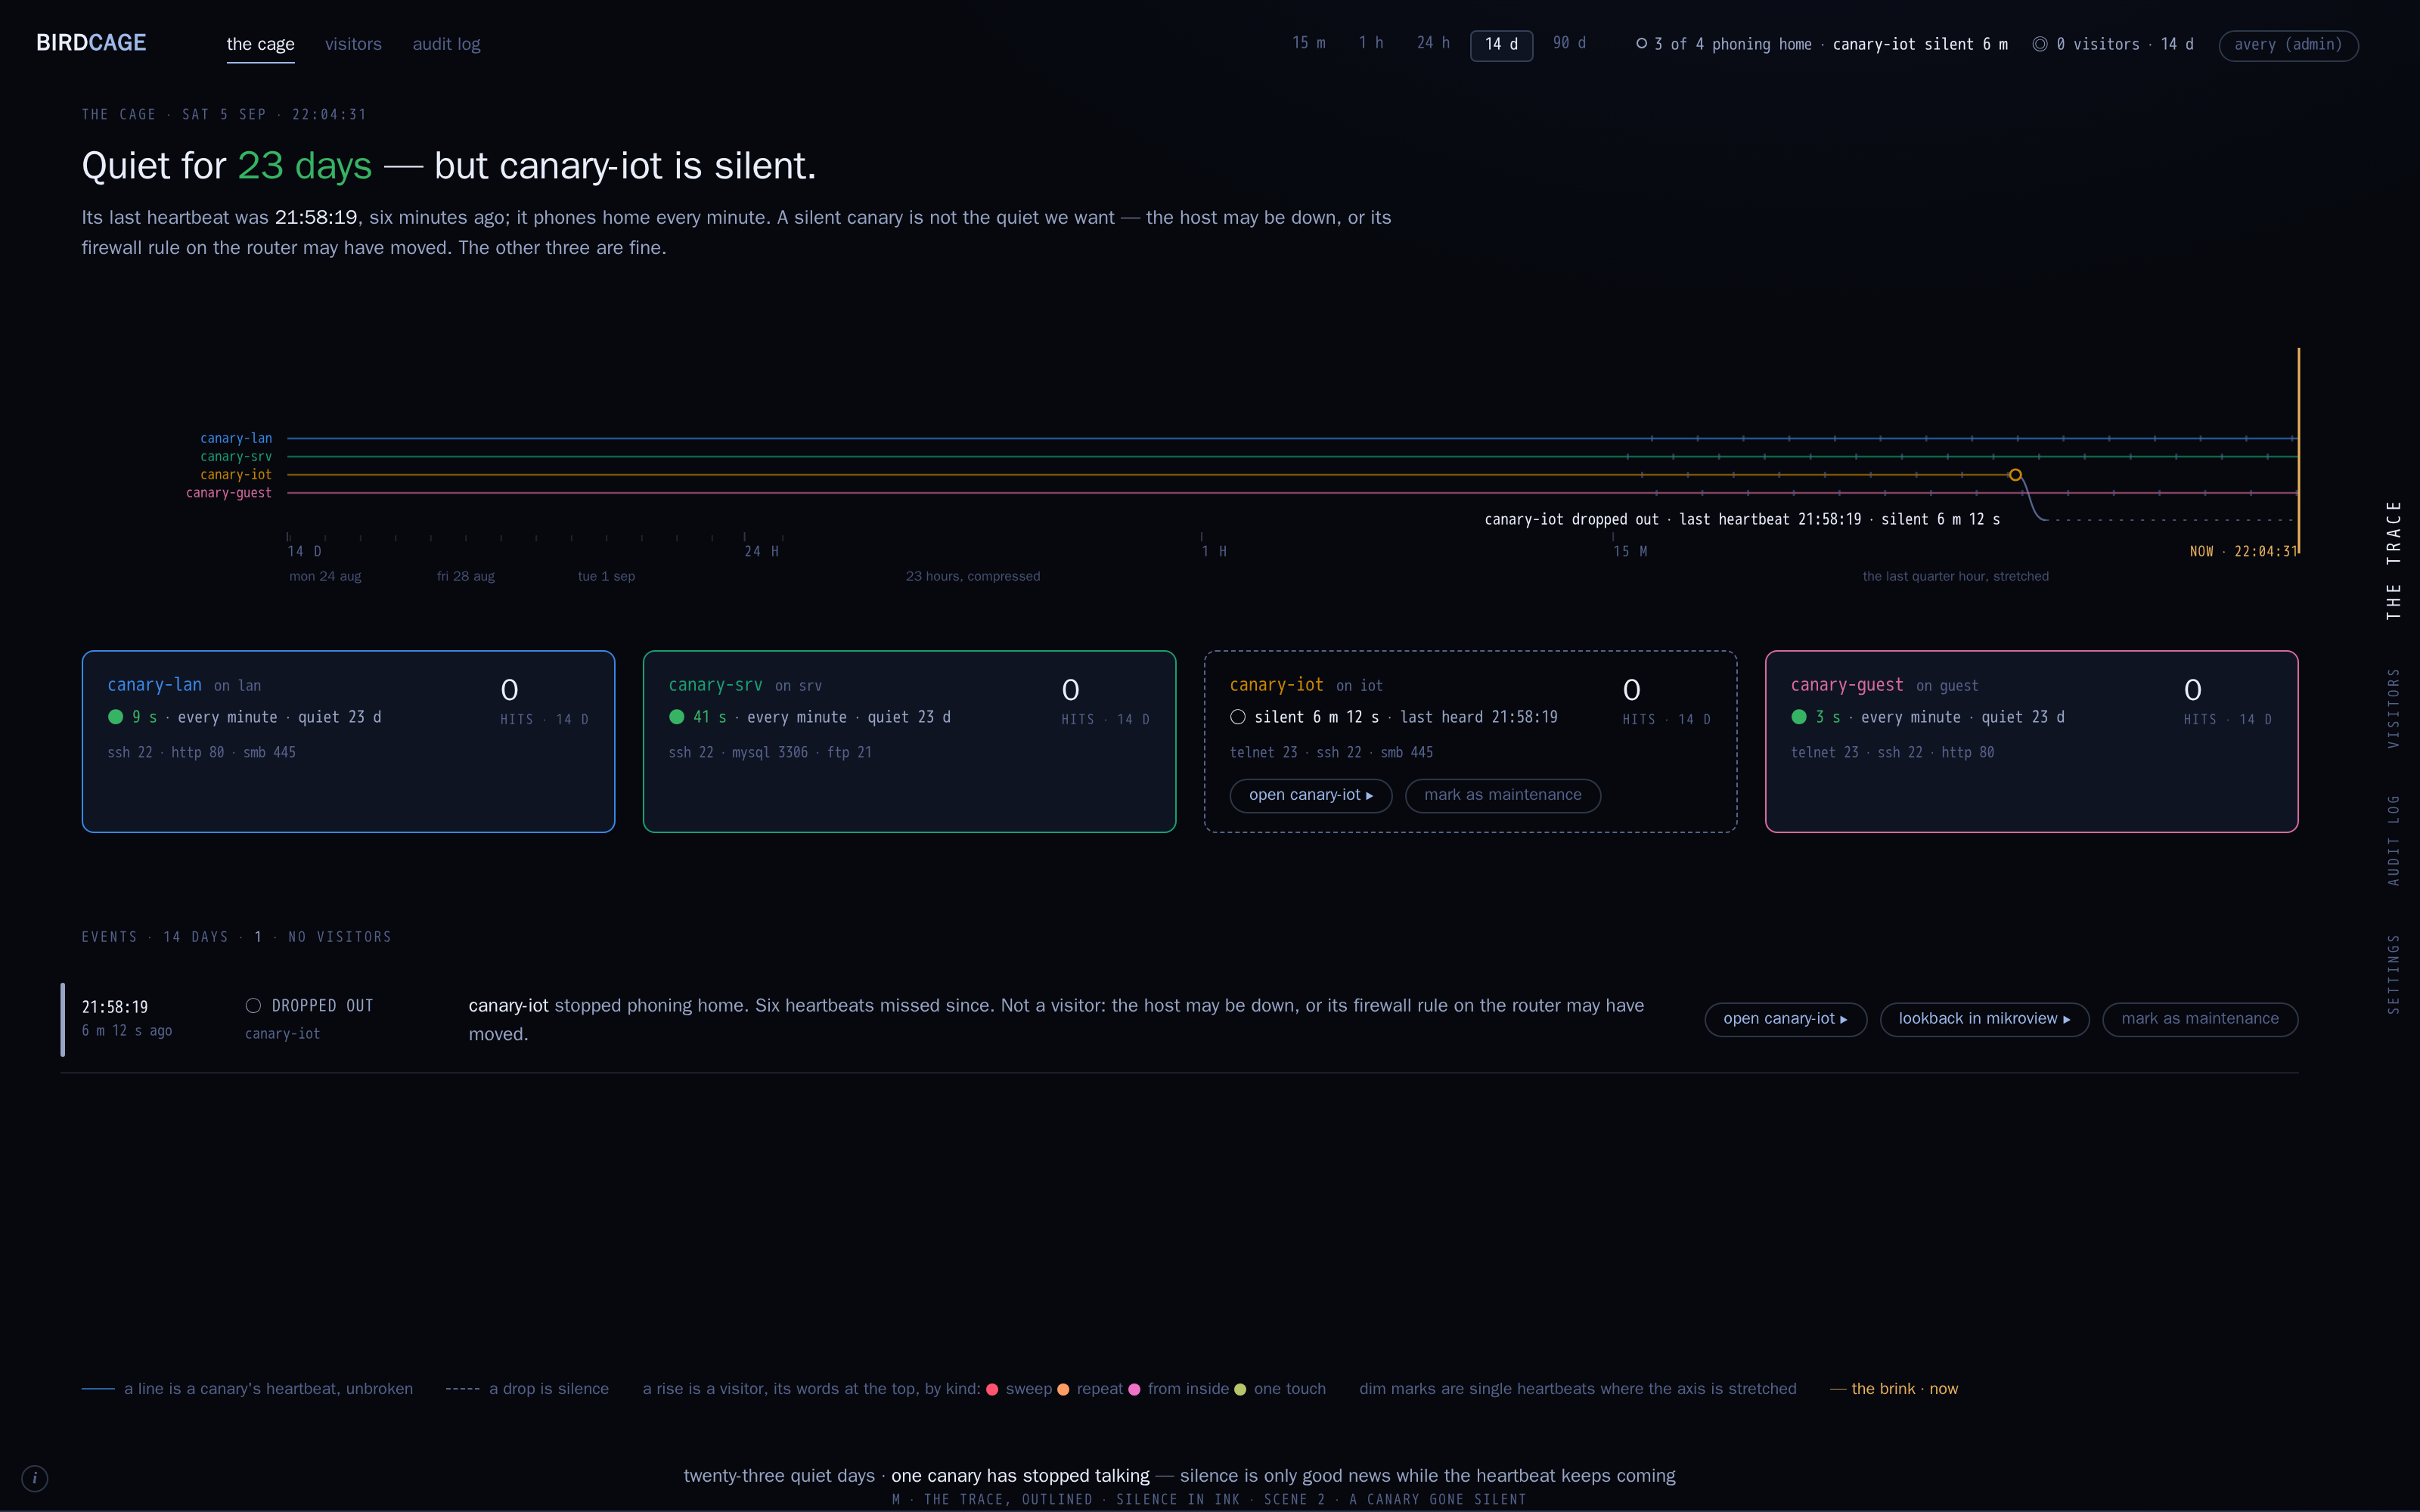 BIRDCAGE the cage visitors audit log 15 m 1 h 24 h 14 d 90 d 3 of 4 phoning home · canary-iot silent 6 m 0 visitors · 14 d avery (admin)
THE CAGE · SAT 5 SEP · 22:04:31
Quiet for 23 days — but canary-iot is silent.
Its last heartbeat was 21:58:19, six minutes ago; it phones home every minute. A silent canary is not the quiet we want — the host may be down, or its
firewall rule on the router may have moved. The other three are fine.
canary-lan
canary-srv
canary-iot
canary-guest
canary-iot dropped out · last heartbeat 21:58:19 · silent 6 m 12 s
14 D 24 H 1 H 15 M NOW · 22:04:31
mon 24 aug fri 28 aug tue 1 sep 23 hours, compressed the last quarter hour, stretched
canary-lan on lan 0
9 s · every minute · quiet 23 d HITS · 14 D
ssh 22 · http 80 · smb 445
canary-srv on srv 0
41 s · every minute · quiet 23 d HITS · 14 D
ssh 22 · mysql 3306 · ftp 21
canary-iot on iot 0
silent 6 m 12 s · last heard 21:58:19 HITS · 14 D
telnet 23 · ssh 22 · smb 445
open canary-iot ▸ mark as maintenance
canary-guest on guest 0
3 s · every minute · quiet 23 d HITS · 14 D
telnet 23 · ssh 22 · http 80
THE TRACE
VISITORS
AUDIT LOG
SETTINGS
EVENTS · 14 DAYS · 1 · NO VISITORS
21:58:19
6 m 12 s ago
DROPPED OUT
canary-iot
canary-iot stopped phoning home. Six heartbeats missed since. Not a visitor: the host may be down, or its firewall rule on the router may have
moved.
open canary-iot ▸ lookback in mikroview ▸ mark as maintenance
a line is a canary's heartbeat, unbroken a drop is silence a rise is a visitor, its words at the top, by kind: sweep repeat from inside one touch dim marks are single heartbeats where the axis is stretched — the brink · now
i
twenty-three quiet days · one canary has stopped talking — silence is only good news while the heartbeat keeps coming
M · THE TRACE, OUTLINED · SILENCE IN INK · SCENE 2 · A CANARY GONE SILENT